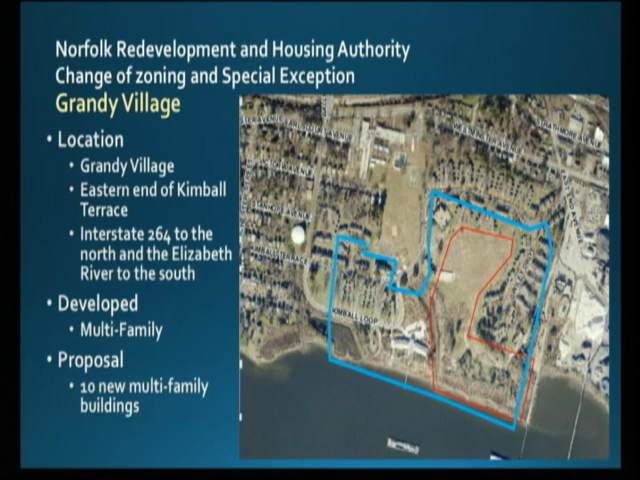 Norfolk Redevelopment and Housing Authority
Change of zoning and Special Exception
Grandy Village
• Location
• Grandy Village
• Eastern end of Kimball
Terrace
• Interstate 264 to the
north and the Elizabeth
River to the south
• Developed
• Multi-Family
• Proposal
• 10 new multi-family
buildings
KIMBALL TERRACE
KIMBALL LOOP